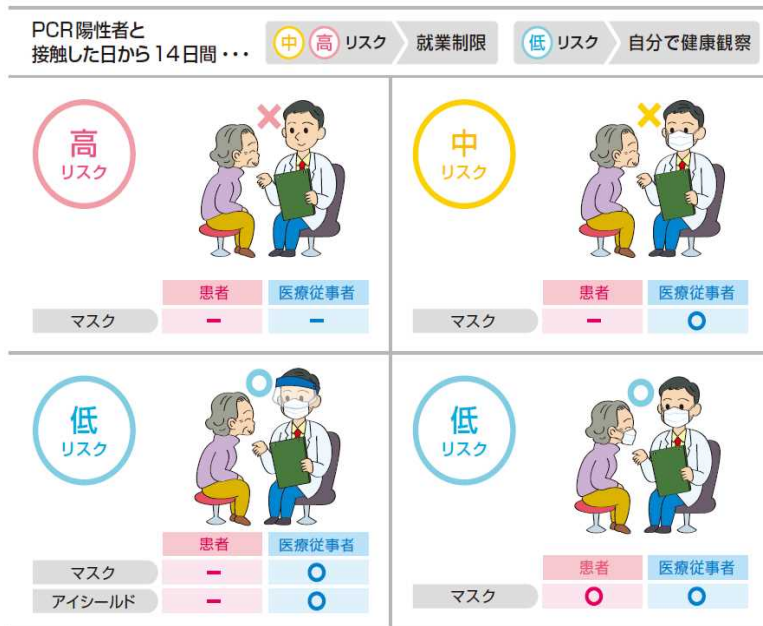 PCR陽性者と
接触した日から14日間・・・
中 高 リスク 就業制限
低 リスク 自分で健康観察
高
リスク
患者 医療従事者
マスク － －
中
リスク
患者 医療従事者
マスク － ○
低
リスク
患者 医療従事者
マスク － ○
アイシールド － ○
低
リスク
患者 医療従事者
マスク ○ ○